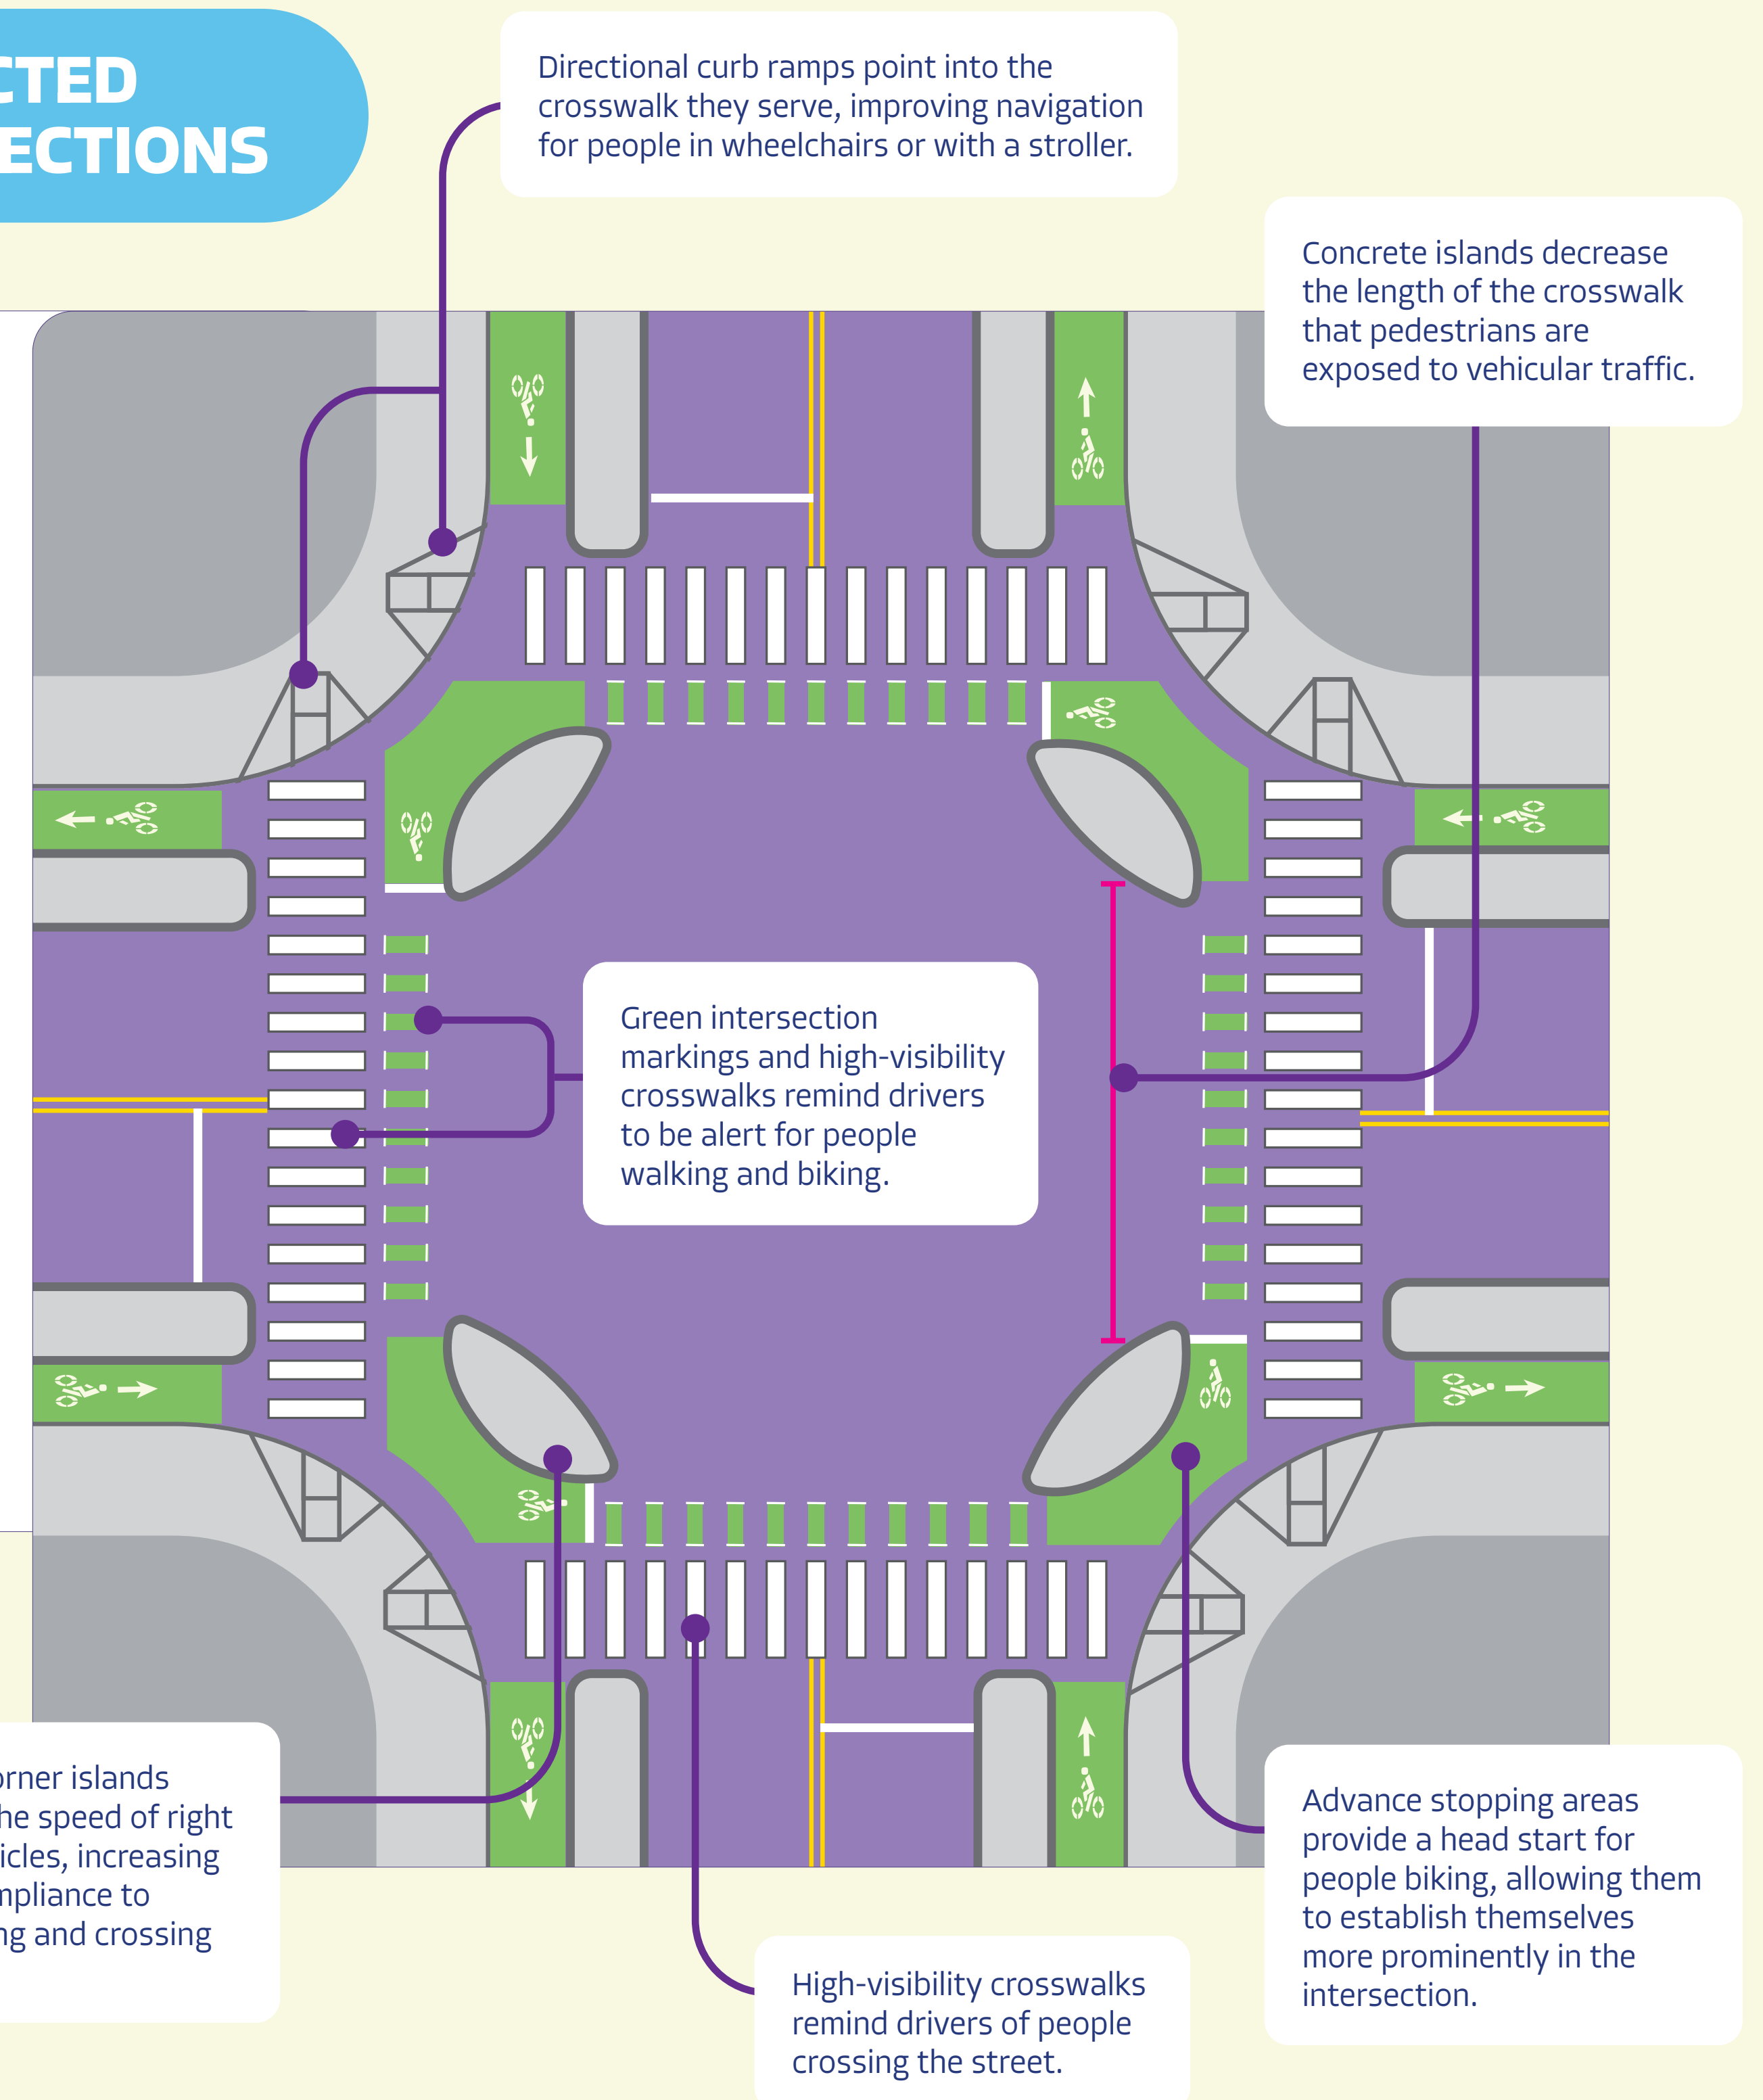 CTED
ECTIONS
Directional curb ramps point into the
crosswalk they serve, improving navigation
for people in wheelchairs or with a stroller.
Concrete islands decrease
the length of the crosswalk
that pedestrians are
exposed to vehicular traffic.
Green intersection
markings and high-visibility
crosswalks remind drivers
to be alert for people
walking and biking.
orner islands
he speed of right
icles, increasing
mpliance to
ng and crossing
Advance stopping areas
provide a head start for
people biking, allowing them
to establish themselves
more prominently in the
intersection.
High-visibility crosswalks
remind drivers of people
crossing the street.